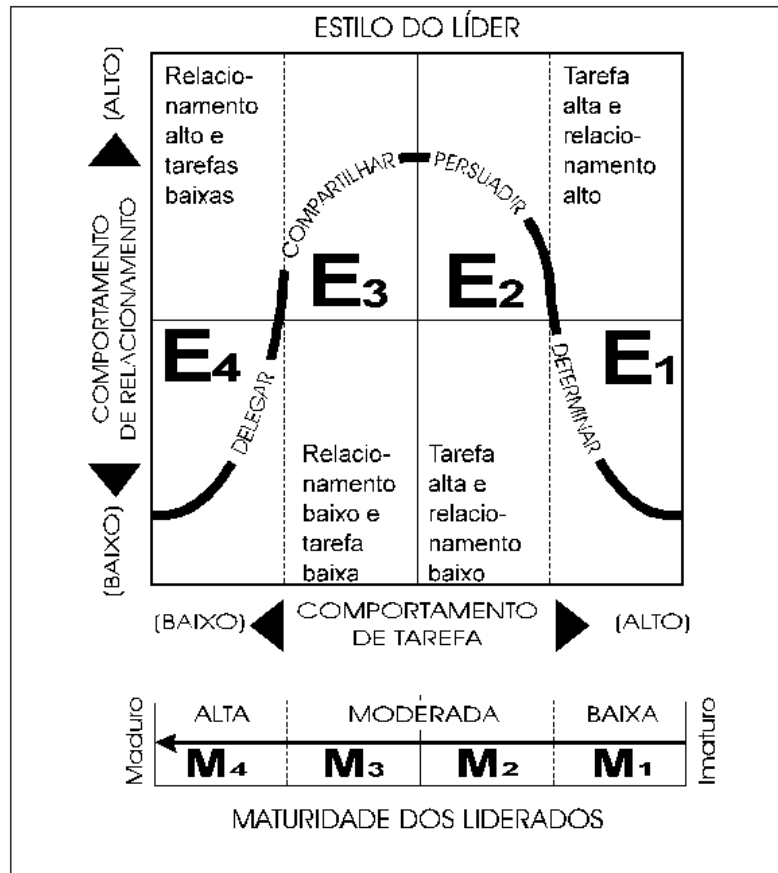 ESTILO DO LÍDER
(ALTO)
COMPORTAMENTO
DE RELACIONAMENTO
(BAIXO)
Relacio-
namento
alto e
tarefas
baixas
Tarefa
alta e
relacio-
namento
alto
COMPARTILHAR
PERSUADIR
E3
E2
E4
E1
DELEGAR
DETERMINAR
Relacio-
namento
baixo e
tarefa
baixa
Tarefa
alta e
relacio-
namento
baixo
(BAIXO)
COMPORTAMENTO
DE TAREFA
(ALTO)
Maduro
ALTA
MODERADA
BAIXA
Imaturo
M4
M3
M2
M1
MATURIDADE DOS LIDERADOS